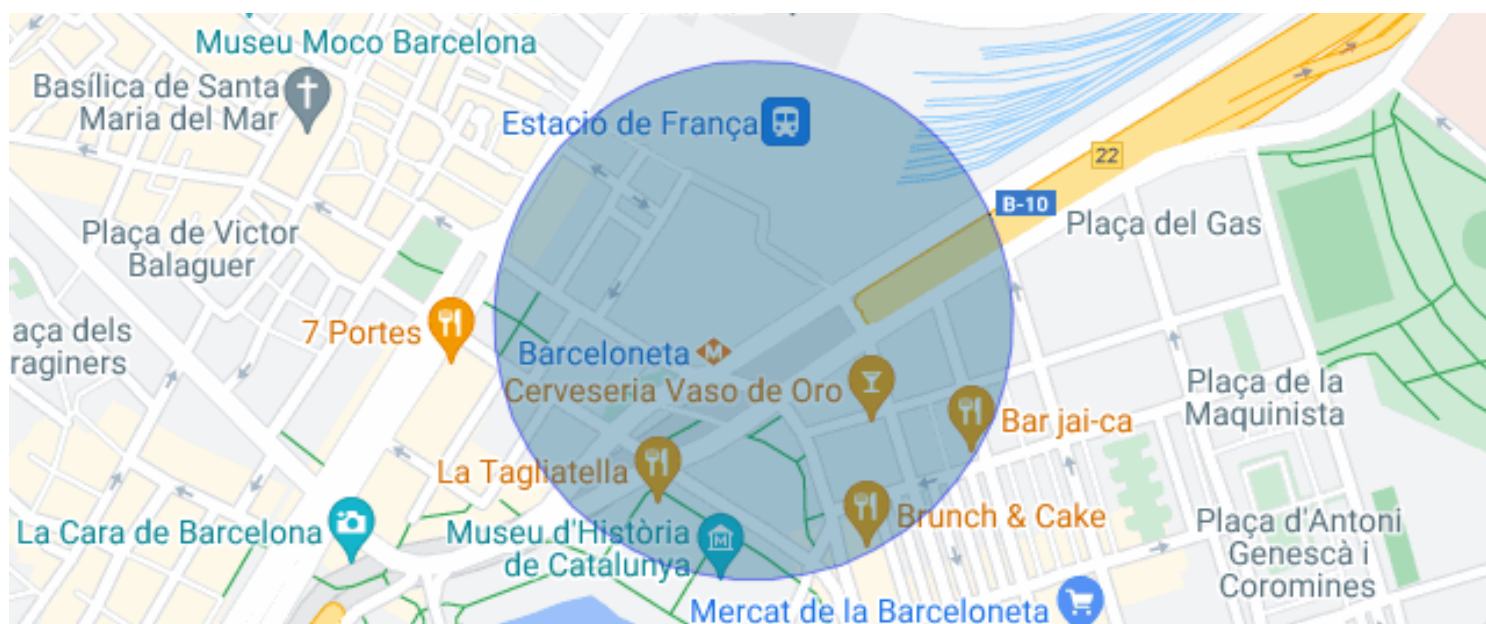 Museu Moco Barcelona
Basílica de Santa
Maria del Mar
Estació de França
22
B-10
Plaça del Gas
Plaça de Victor
Balaguer
7 Portes
aça dels
raginers
Barceloneta
M
Cerveseria Vaso de Oro
Plaça de la
Maquinista
Bar jai-ca
La Tagliatella
Brunch & Cake
La Cara de Barcelona
Museu d'Història
de Catalunya
Plaça d'Antoni
Genescà i
Coromines
Mercat de la Barceloneta